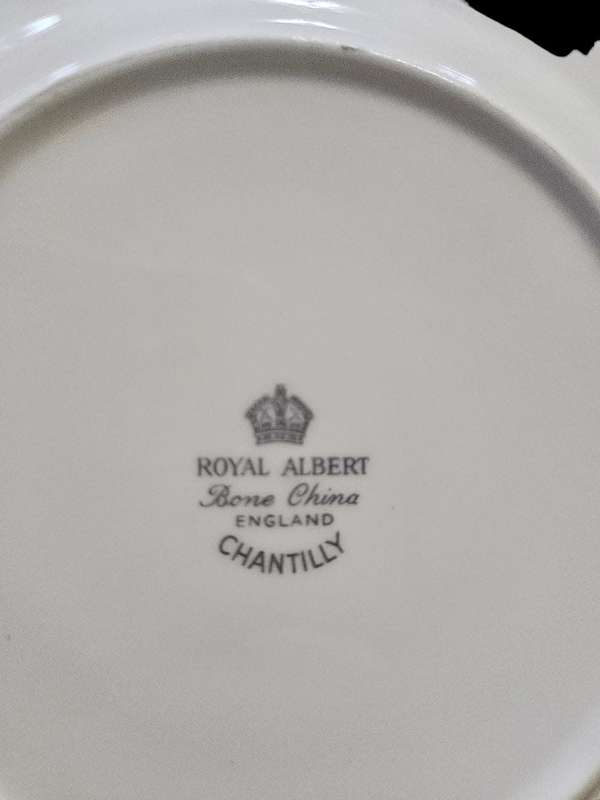 ROYAL ALBERT
Bone China
ENGLAND
CHANTILLY